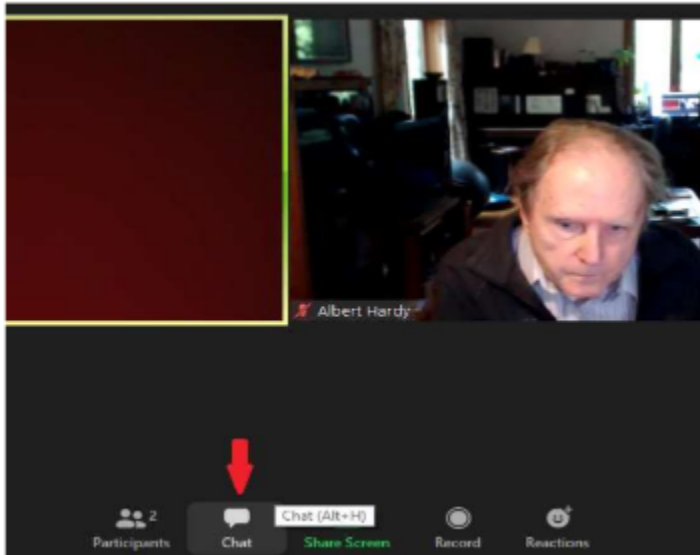 Albert Hardy
2
Chat (Alt+H)
Participants
Chat
Share Screen
Record
Reactions